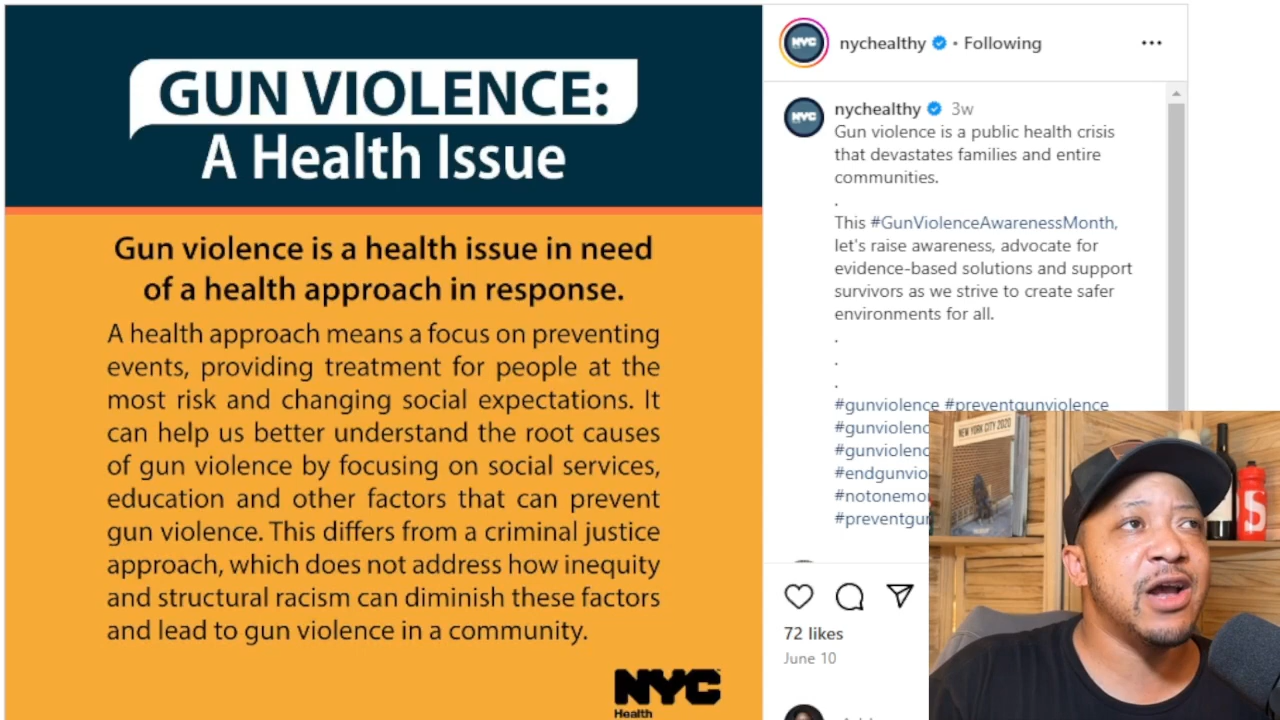 GUN VIOLENCE:
A Health Issue
Gun violence is a health issue in need
of a health approach in response.
A health approach means a focus on preventing
events, providing treatment for people at the
most risk and changing social expectations. It
can help us better understand the root causes
of gun violence by focusing on social services,
education and other factors that can prevent
gun violence. This differs from a criminal justice
approach, which does not address how inequity
and structural racism can diminish these factors
and lead to gun violence in a community.
NYC
Health
NYC
nychealthy • Following
NYC
nychealthy 3w
Gun violence is a public health crisis
that devastates families and entire
communities.
.
This #GunViolenceAwarenessMonth,
let's raise awareness, advocate for
evidence-based solutions and support
survivors as we strive to create safer
environments for all.
.
.
.
#gunviolence #preventgunviolence
#gunviolenc
#gunviolenc
#endgunvio
#notonemo
#preventgu
72 likes
June 10
NEW YORK CITY 2020
S